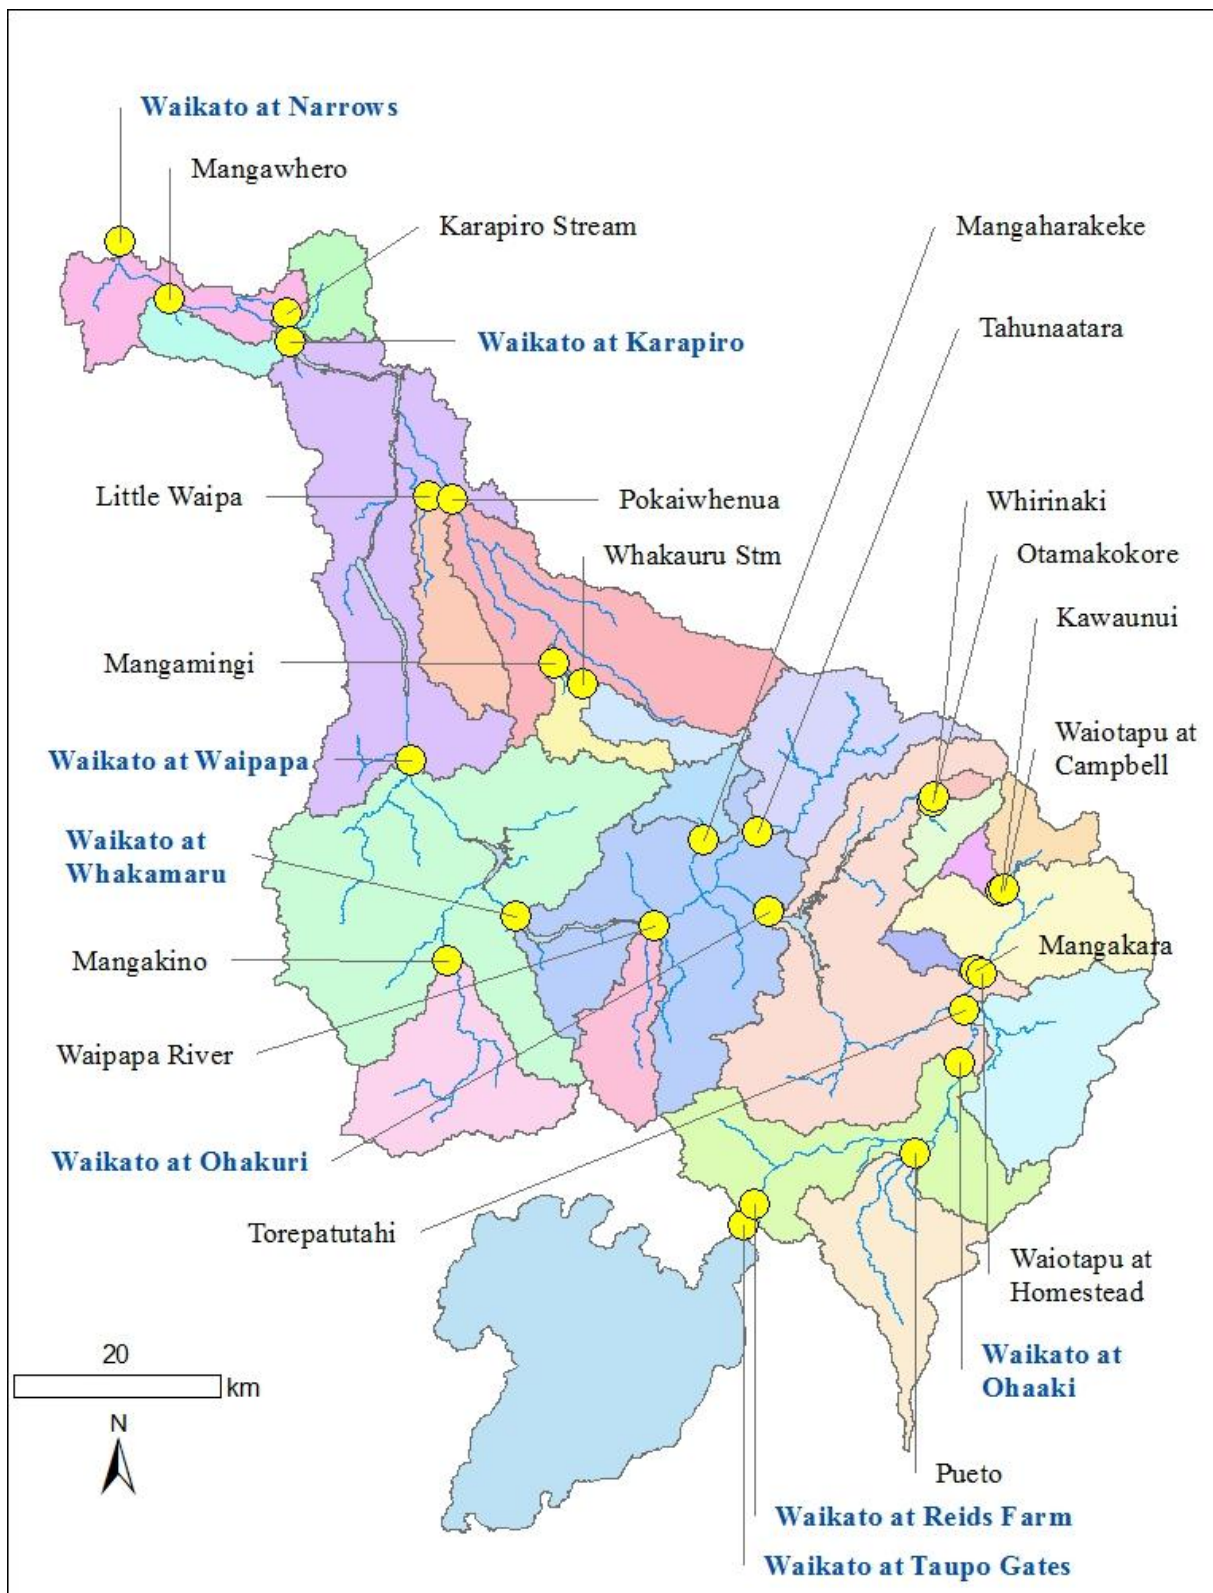 Waikato at Narrows
Mangawhero
Karapiro Stream
Mangaharakeke
Waikato at Karapiro
Tahunaatara
Little Waipa
Pokaiwhenua
Whirinaki
Whakauru Stm
Otamakokore
Kawaunui
Mangamingi
Waiotapu at
Campbell
Waikato at Waipapa
Waikato at
Whakamaru
Mangakara
Mangakino
Waipapa River
Waikato at Ohakuri
Torepatutahi
Waiotapu at
Homestead
Waikato at
Ohaaki
20
km
N
Pueto
Waikato at Reids Farm
Waikato at Taupo Gates